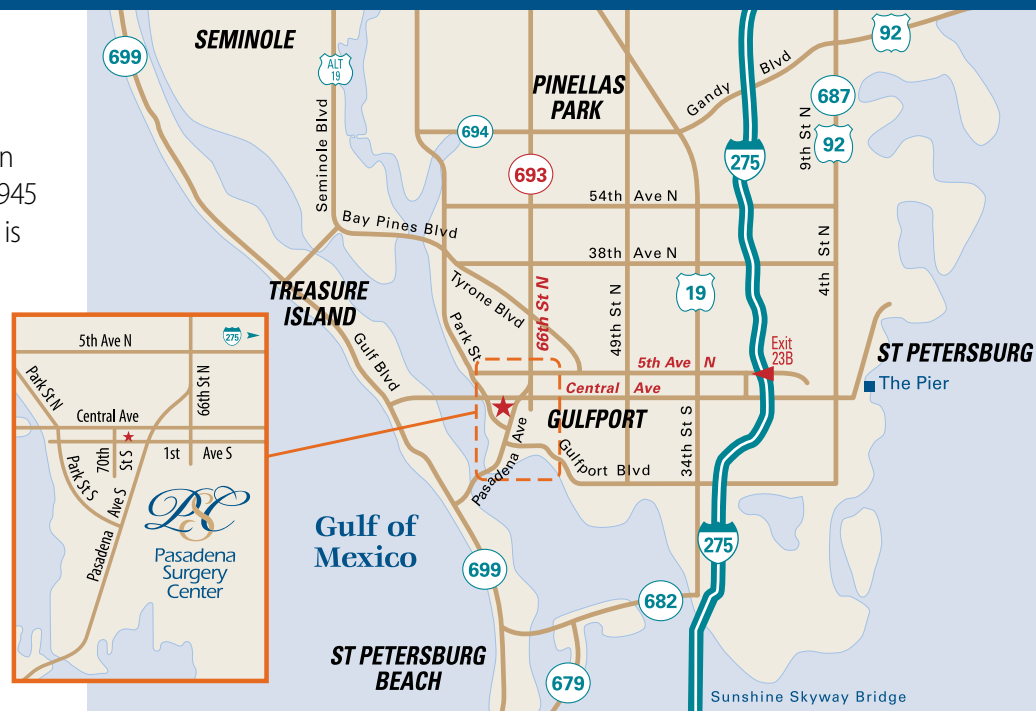 n
945
is
SEMINOLE
699
ALT
19
Seminole Blvd
PINELLAS
PARK
694
693
Gandy Blvd
92
687
92
9th St N
275
54th Ave N
Bay Pines Blvd
38th Ave N
4th St N
19
TREASURE
ISLAND
Tyrone Blvd
66th St N
49th St N
Park St
Gulf Blvd
5th Ave N
Exit
23B
Central Ave
ST PETERSBURG
The Pier
GULFPORT
Pasadena Ave
Gulfport Blvd
34th St S
275
Gulf of
Mexico
699
682
679
ST PETERSBURG
BEACH
Sunshine Skyway Bridge
275
5th Ave N
Park St N
66th St N
Central Ave
70th
St S
1st Ave S
Park St S
Pasadena Ave S
PSC
Pasadena
Surgery
Center